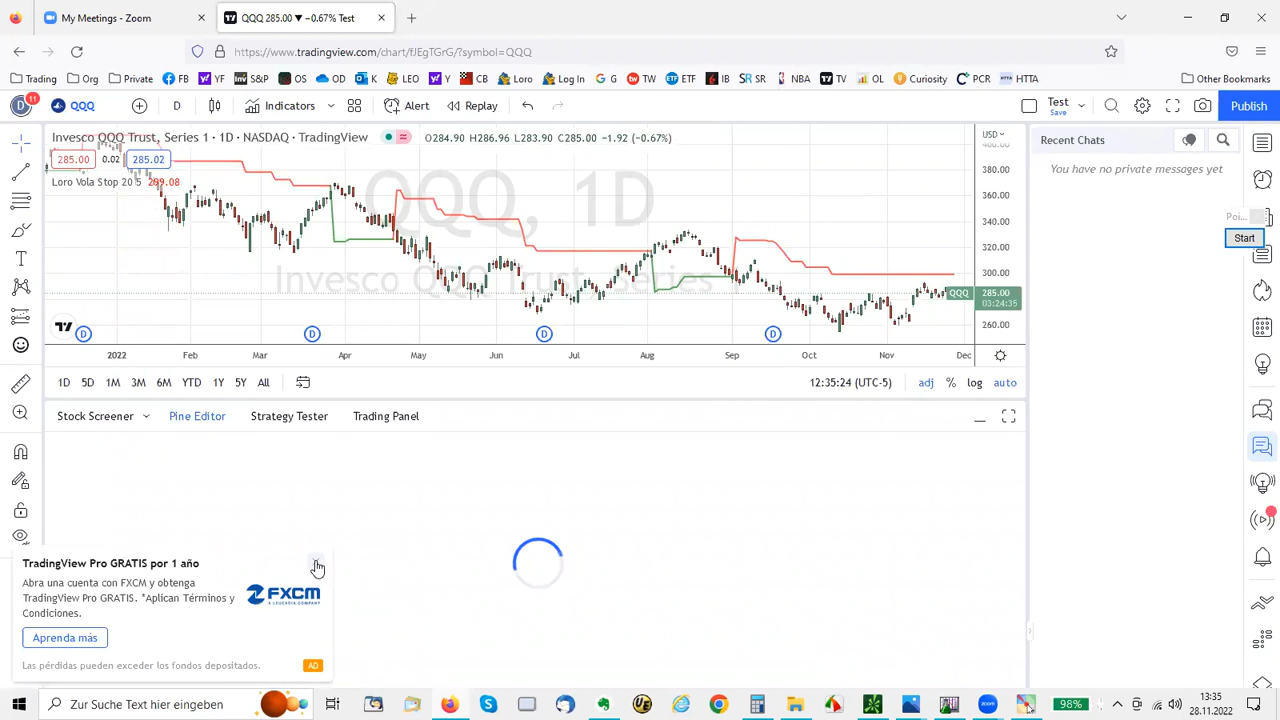 My Meetings - Zoom
QQQ 285.00 ▼ −0.67% Test
https://www.tradingview.com/chart/fJEgTGrG/?symbol=QQQ
Trading Org Private FB YF S&P OS OD K LEO Y CB Loro Log In G TW ETF IB SR NBA TV OL Curiosity PCR HTTA Other Bookmarks
D 11 QQQ D Indicators Alert Replay Test Save Publish
Invesco QQQ Trust, Series 1 · 1D · NASDAQ · TradingView O284.90 H286.96 L283.90 C285.00 −1.92 (−0.67%) USD
285.00 0.02 285.02
Loro Vola Stop 20 5 299.08
QQQ, 1D
Invesco QQQ Trust, Series
400.00
380.00
360.00
340.00
320.00
300.00
QQQ 285.00
03:24:35
260.00
D D D D
2022 Feb Mar Apr May Jun Jul Aug Sep Oct Nov Dec
1D 5D 1M 3M 6M YTD 1Y 5Y All 12:35:24 (UTC-5) adj % log auto
Stock Screener Pine Editor Strategy Tester Trading Panel
Recent Chats
You have no private messages yet
Poi...
Start
TradingView Pro GRATIS por 1 año
Abra una cuenta con FXCM y obtenga
TradingView Pro GRATIS. *Aplican Términos y
Condiciones.
FXCM
Aprenda más
Las pérdidas pueden exceder los fondos depositados. AD
Zur Suche Text hier eingeben
98%
13:35
28.11.2022